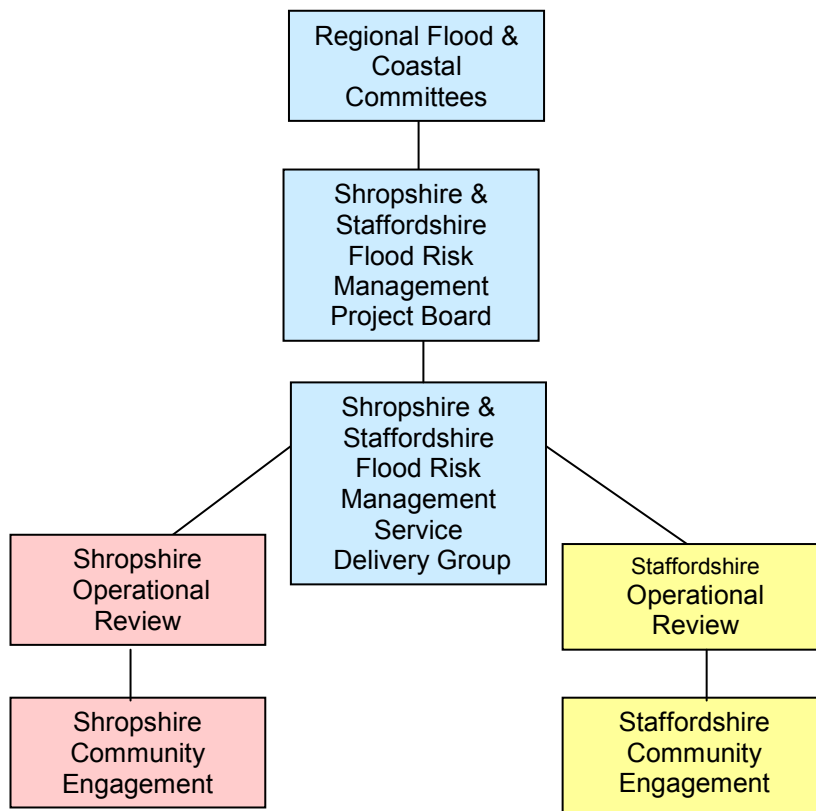 Regional Flood &
Coastal
Committees
Shropshire &
Staffordshire
Flood Risk
Management
Project Board
Shropshire &
Staffordshire
Flood Risk
Management
Service
Delivery Group
Shropshire
Operational
Review
Staffordshire
Operational
Review
Shropshire
Community
Engagement
Staffordshire
Community
Engagement